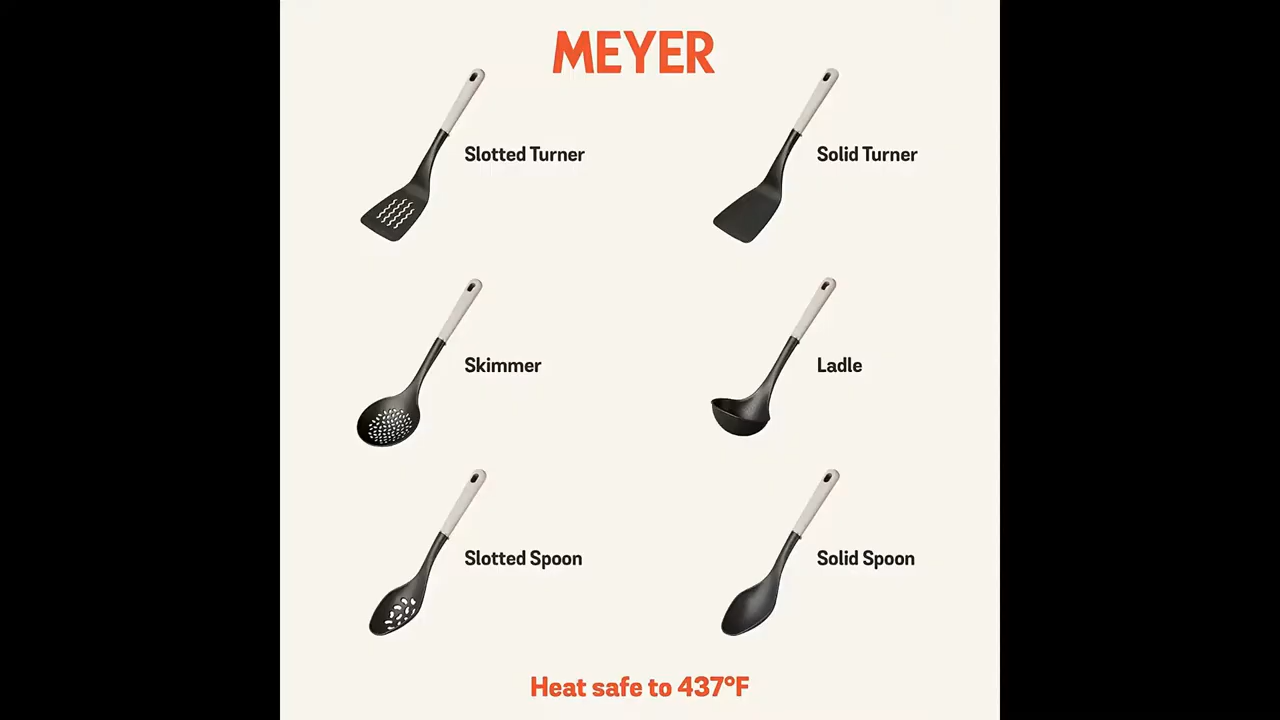 MEYER
Slotted Turner
Solid Turner
Skimmer
Ladle
Slotted Spoon
Solid Spoon
Heat safe to 437°F